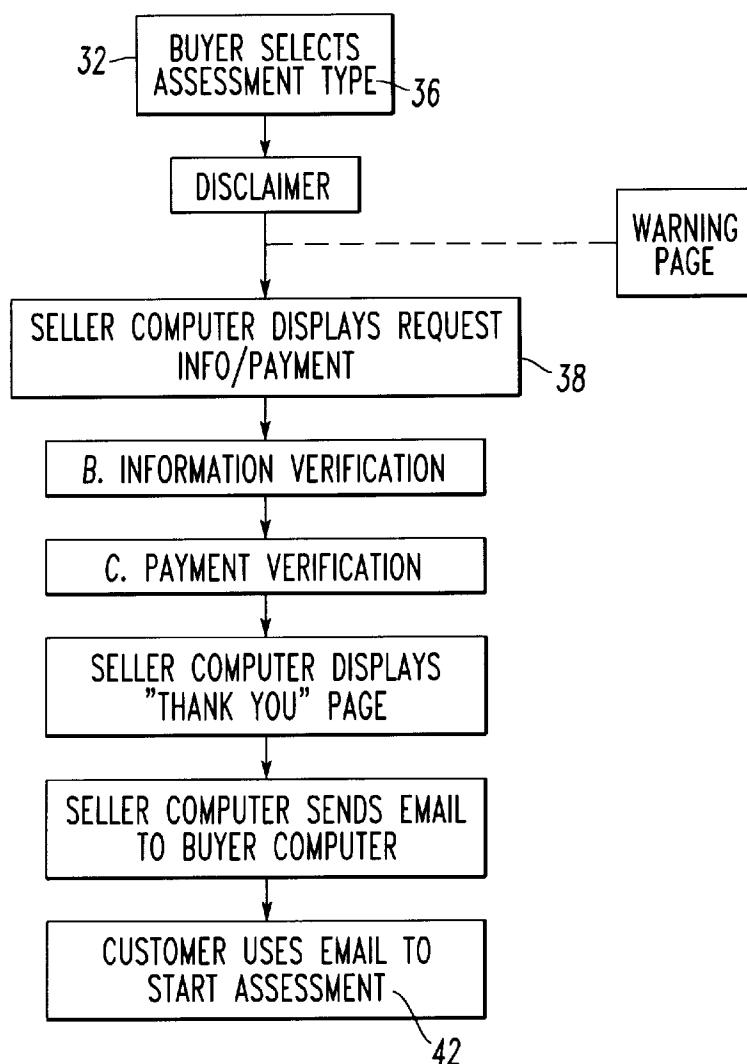 32
BUYER SELECTS
ASSESSMENT TYPE
36
DISCLAIMER
WARNING
PAGE
SELLER COMPUTER DISPLAYS REQUEST
INFO/PAYMENT
38
B. INFORMATION VERIFICATION
C. PAYMENT VERIFICATION
SELLER COMPUTER DISPLAYS
"THANK YOU" PAGE
SELLER COMPUTER SENDS EMAIL
TO BUYER COMPUTER
CUSTOMER USES EMAIL TO
START ASSESSMENT
42